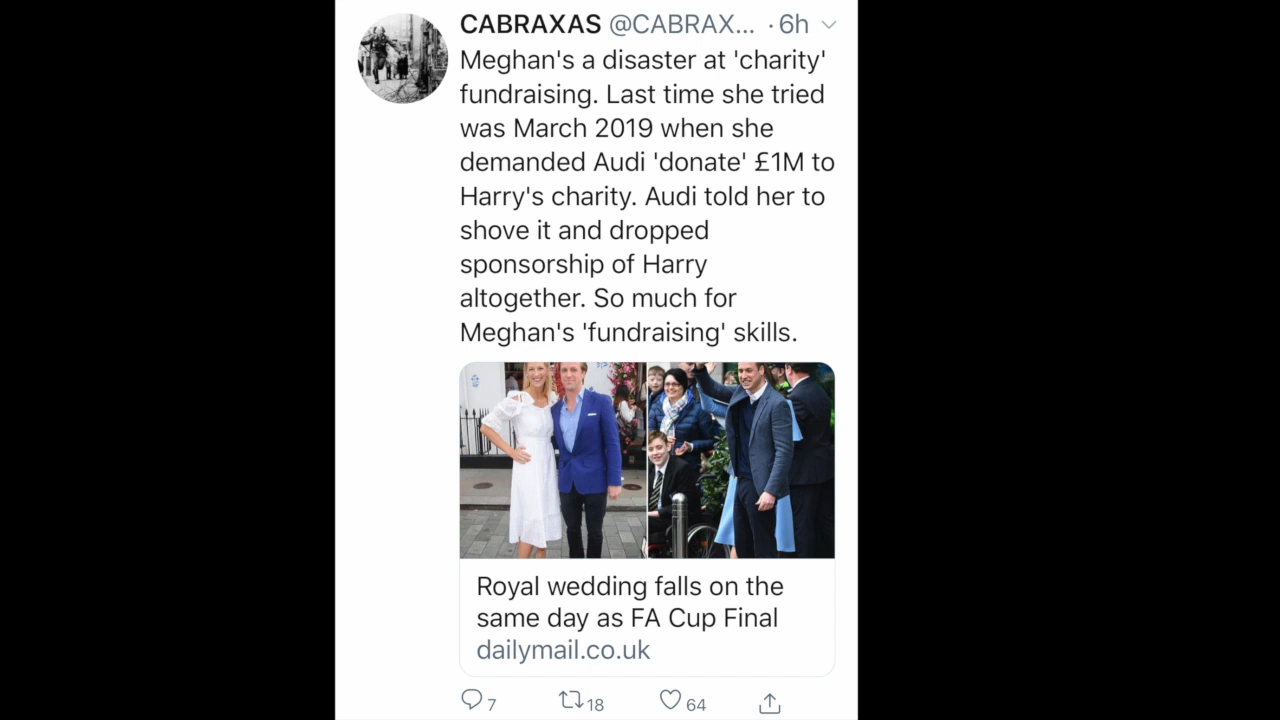 CABRAXAS @CABRAX... · 6h
Meghan's a disaster at 'charity'
fundraising. Last time she tried
was March 2019 when she
demanded Audi 'donate' £1M to
Harry's charity. Audi told her to
shove it and dropped
sponsorship of Harry
altogether. So much for
Meghan's 'fundraising' skills.
Royal wedding falls on the
same day as FA Cup Final
dailymail.co.uk
7 18 64